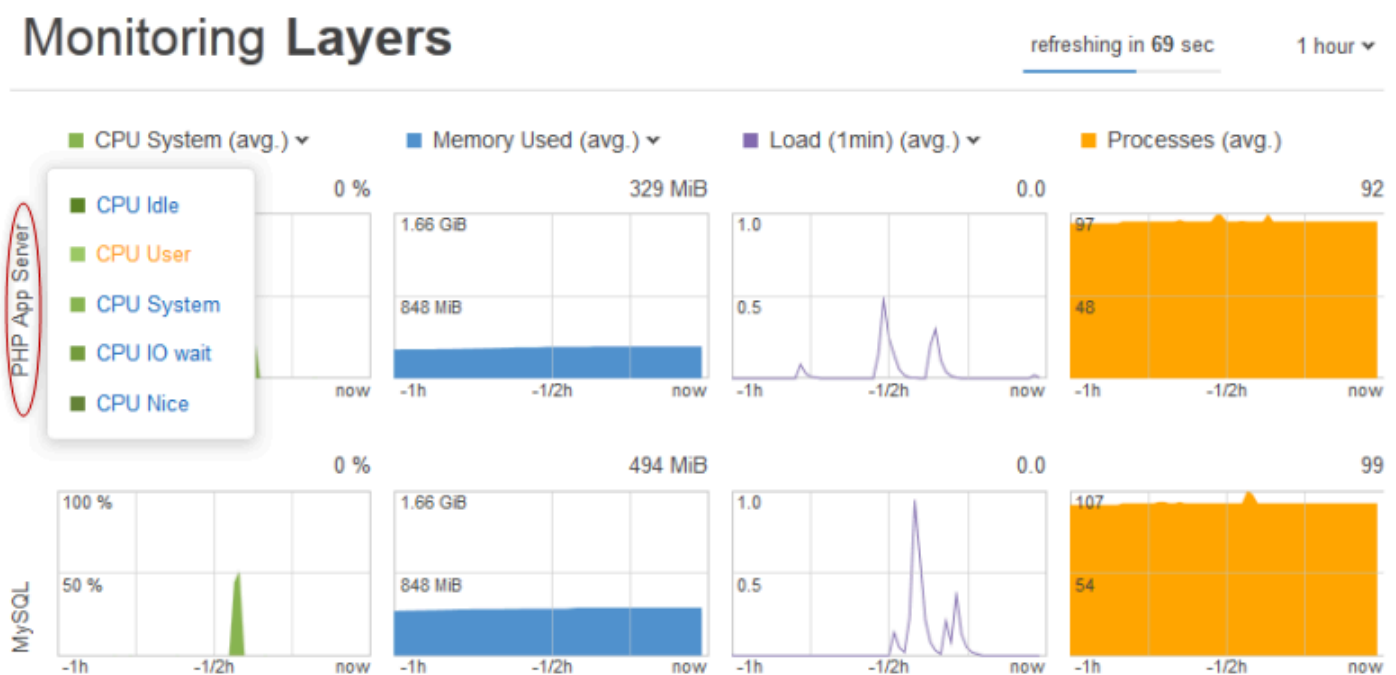 Monitoring Layers
refreshing in 69 sec
1 hour
CPU System (avg.)
Memory Used (avg.)
Load (1min) (avg.)
Processes (avg.)
PHP App Server
CPU Idle
CPU User
CPU System
CPU IO wait
CPU Nice
0 %
now
329 MiB
1.66 GiB
848 MiB
-1h -1/2h now
0.0
1.0
0.5
-1h -1/2h now
92
97
48
-1h -1/2h now
MySQL
0 %
100 %
50 %
-1h -1/2h now
494 MiB
1.66 GiB
848 MiB
-1h -1/2h now
0.0
1.0
0.5
-1h -1/2h now
99
107
54
-1h -1/2h now